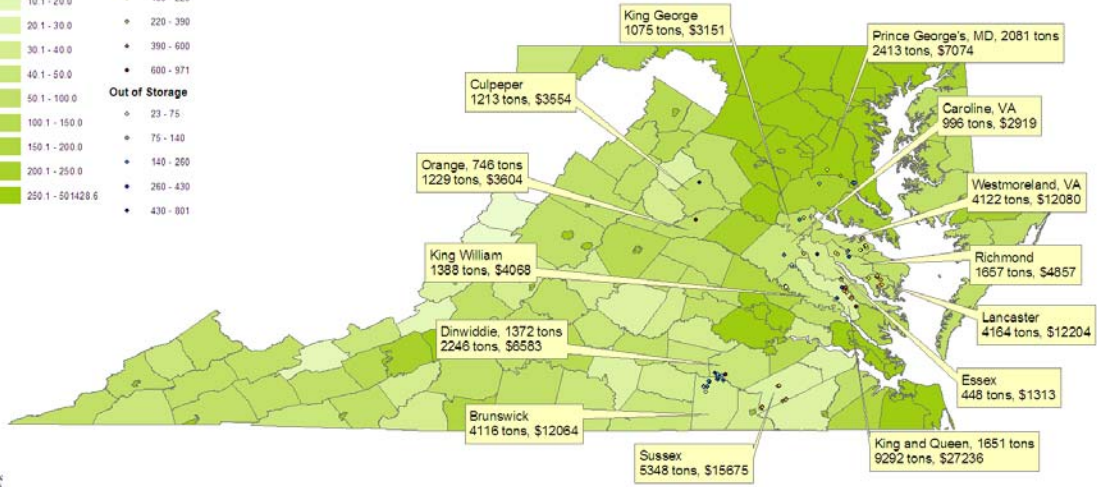 10.1 - 20.0
20.1 - 30.0
30.1 - 40.0
40.1 - 50.0
50.1 - 100.0
100.1 - 150.0
150.1 - 200.0
200.1 - 250.0
250.1 - 501428.6
220 - 390
390 - 600
600 - 971
Out of Storage
23 - 75
75 - 140
140 - 260
260 - 430
430 - 801
King George
1075 tons, $3151
Prince George's, MD, 2081 tons
2413 tons, $7074
Culpeper
1213 tons, $3554
Caroline, VA
996 tons, $2919
Orange, 746 tons
1229 tons, $3604
Westmoreland, VA
4122 tons, $12080
King William
1388 tons, $4068
Richmond
1657 tons, $4857
Lancaster
4164 tons, $12204
Dinwiddie, 1372 tons
2246 tons, $6583
Essex
448 tons, $1313
Brunswick
4116 tons, $12064
King and Queen, 1651 tons
9292 tons, $27236
Sussex
5348 tons, $15675